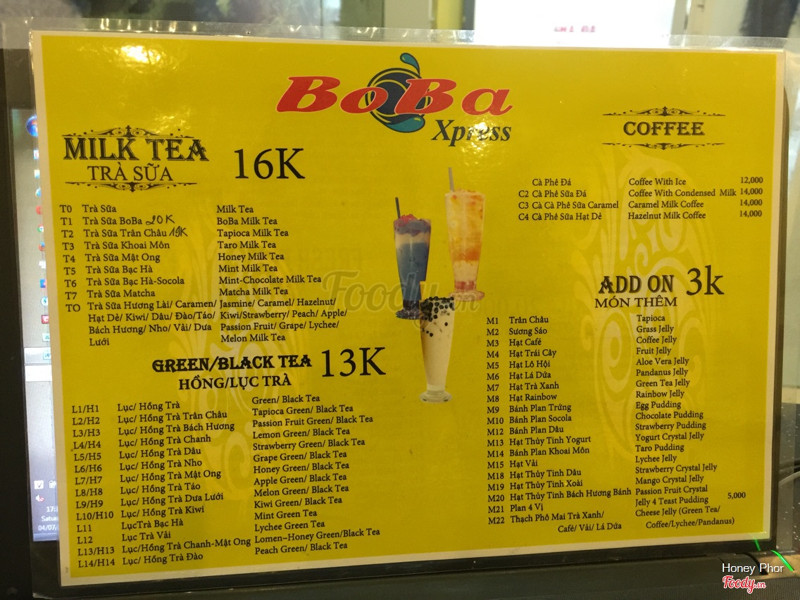 BoBa
Xpress
MILK TEA
TRÀ SỮA
16K
T0 Trà Sữa Milk Tea
T1 Trà Sữa BoBa 20K BoBa Milk Tea
T2 Trà Sữa Trân Châu 19K Tapioca Milk Tea
T3 Trà Sữa Khoai Môn Taro Milk Tea
T4 Trà Sữa Mật Ong Honey Milk Tea
T5 Trà Sữa Bạc Hà Mint Milk Tea
T6 Trà Sữa Bạc Hà-Socola Mint-Chocolate Milk Tea
T7 Trà Sữa Matcha Matcha Milk Tea
TO Trà Sữa Hương Lài/ Caramen/ Jasmine/ Caramel/ Hazelnut/
Hạt Dẻ/ Kiwi/ Dâu/ Đào/Táo/ Kiwi/Strawberry/ Peach/ Apple/
Bách Hương/ Nho/ Vải/ Dưa Passion Fruit/ Grape/ Lychee/
Lưới Melon Milk Tea
GREEN/BLACK TEA
HỒNG/LỤC TRÀ
13K
L1/H1 Lục/ Hồng Trà Green/ Black Tea
L2/H2 Lục/ Hồng Trà Trân Châu Tapioca Green/ Black Tea
L3/H3 Lục/ Hồng Trà Bách Hương Passion Fruit Green/ Black Tea
L4/H4 Lục/ Hồng Trà Chanh Lemon Green/ Black Tea
L5/H5 Lục/ Hồng Trà Dâu Strawberry Green/ Black Tea
L6/H6 Lục/ Hồng Trà Nho Grape Green/ Black Tea
L7/H7 Lục/ Hồng Trà Mật Ong Honey Green/ Black Tea
L8/H8 Lục/ Hồng Trà Táo Apple Green/ Black Tea
L9/H9 Lục/ Hồng Trà Dưa Lưới Melon Green/ Black Tea
L10/H10 Lục/ Hồng Trà Kiwi Kiwi Green/ Black Tea
L11 LụcTrà Bạc Hà Mint Green Tea
L12 Lục Trà Vải Lychee Green Tea
L13/H13 Lục/Hồng Trà Chanh-Mật Ong Lomen-Honey Green/Black Tea
L14/H14 Lục/ Hồng Trà Đào Peach Green/ Black Tea
COFFEE
Cà Phê Đá Coffee With Ice 12,000
C2 Cà Phê Sữa Đá Coffee With Condensed Milk 14,000
C3 Cà Cà Phê Sữa Caramel Caramel Milk Coffee 14,000
C4 Cà Phê Sữa Hạt Dẻ Hazelnut Milk Coffee 14,000
ADD ON 3k
MÓN THÊM
M1 Trân Châu Tapioca
M2 Sương Sáo Grass Jelly
M3 Hạt Café Coffee Jelly
M4 Hạt Trái Cây Fruit Jelly
M5 Hạt Lô Hội Aloe Vera Jelly
M6 Hạt Lá Dứa Pandanus Jelly
M7 Hạt Trà Xanh Green Tea Jelly
M8 Hạt Rainbow Rainbow Jelly
M9 Bánh Plan Trứng Egg Pudding
M10 Bánh Plan Socola Chocolate Pudding
M12 Bánh Plan Dâu Strawberry Pudding
M13 Hạt Thủy Tinh Yogurt Yogurt Crystal Jelly
M14 Bánh Plan Khoai Môn Taro Pudding
M15 Hạt Vải Lychee Jelly
M18 Hạt Thủy Tinh Dâu Strawberry Crystal Jelly
M19 Hạt Thủy Tinh Xoài Mango Crystal Jelly
M20 Hạt Thủy Tinh Bách Hương Bánh Passion Fruit Crystal
M21 Plan 4 Vị Jelly 4 Teast Pudding 5,000
M22 Thạch Phô Mai Trà Xanh/ Cheese Jelly (Green Tea/
Café/ Vải/ Lá Dứa Coffee/Lychee/Pandanus)
Foody.vn
Honey Phor
Foody.vn